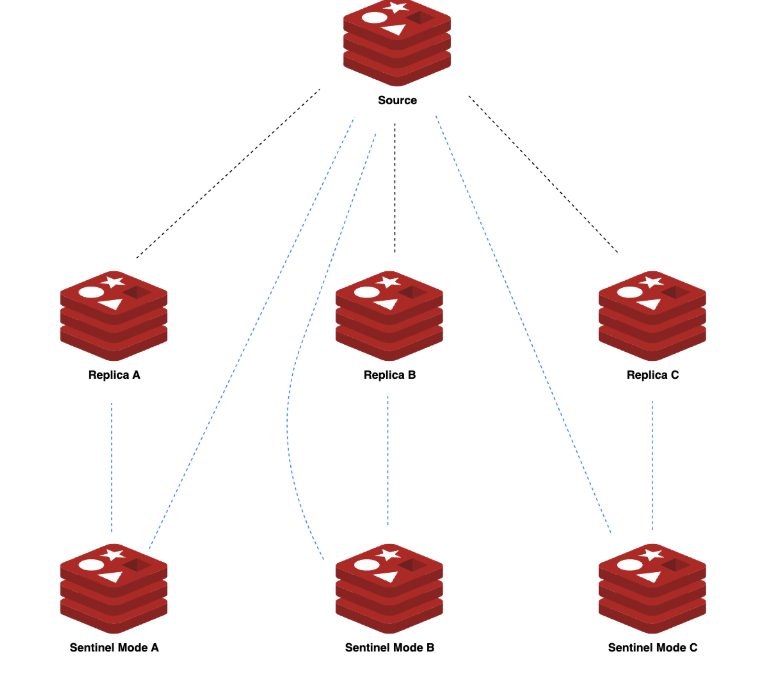 Source
Replica A
Replica B
Replica C
Sentinel Mode A
Sentinel Mode B
Sentinel Mode C